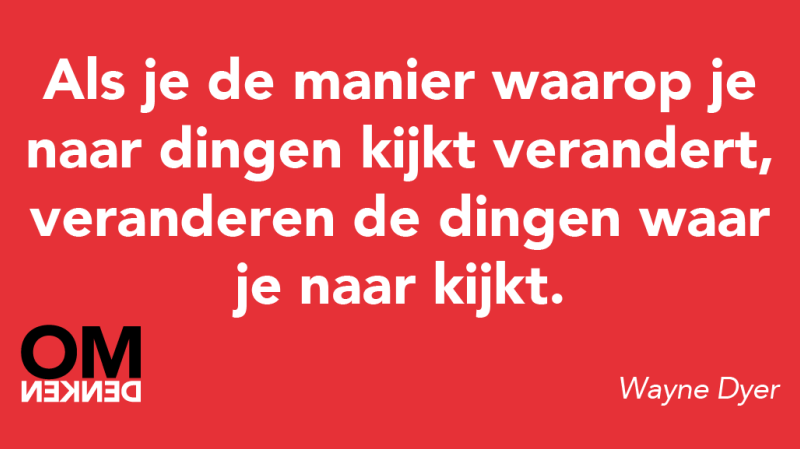 Als je de manier waarop je
naar dingen kijkt verandert,
veranderen de dingen waar
je naar kijkt.
OM
DENKEN
Wayne Dyer